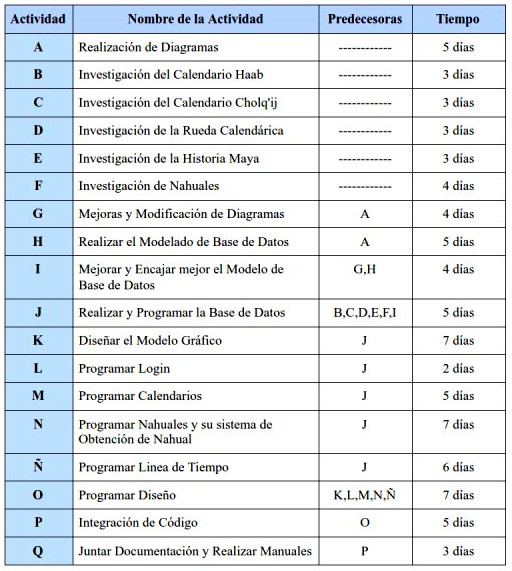 Actividad Nombre de la Actividad Predecesoras Tiempo
A Realización de Diagramas ------------ 5 días
B Investigación del Calendario Haab ------------ 3 días
C Investigación del Calendario Cholq'ij ------------ 3 días
D Investigación de la Rueda Calendárica ------------ 3 días
E Investigación de la Historia Maya ------------ 3 días
F Investigación de Nahuales ------------ 4 días
G Mejoras y Modificación de Diagramas A 4 días
H Realizar el Modelado de Base de Datos A 5 días
I Mejorar y Encajar mejor el Modelo de G,H 4 días
Base de Datos
J Realizar y Programar la Base de Datos B,C,D,E,F,I 5 días
K Diseñar el Modelo Gráfico J 7 días
L Programar Login J 2 días
M Programar Calendarios J 5 días
N Programar Nahuales y su sistema de J 7 días
Obtención de Nahual
Ñ Programar Linea de Tiempo J 6 días
O Programar Diseño K,L,M,N,Ñ 7 días
P Integración de Código O 5 días
Q Juntar Documentación y Realizar Manuales P 3 días